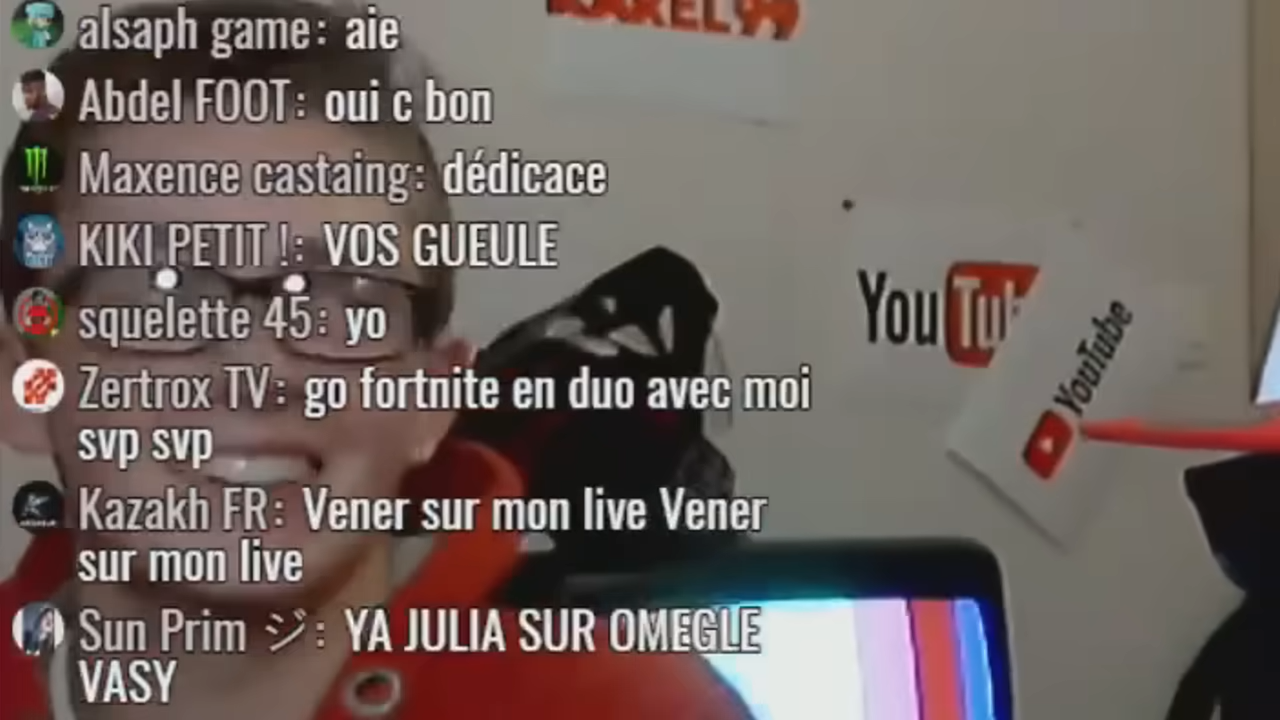 alsaph game: aie
Abdel FOOT: oui c bon
Maxence castaing: dédicace
KIKI PETIT !: VOS GUEULE
squelette 45: yo
Zertrox TV: go fortnite en duo avec moi
svp svp
Kazakh FR: Vener sur mon live Vener
sur mon live
Sun Prim ジ: YA JULIA SUR OMEGLE
VASY
YouTub
YouTube